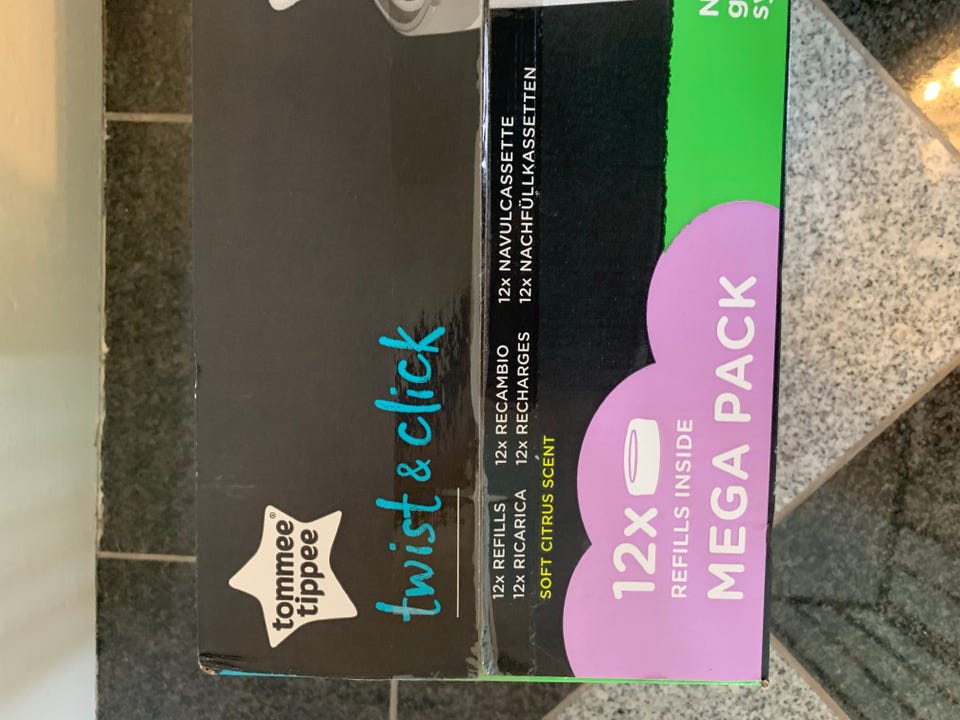 tommee
tippee®
twist & click
12x REFILLS 12x RECAMBIO 12x NAVULCASSETTE
12x RICARICA 12x RECHARGES 12x NACHFÜLLKASSETTEN
SOFT CITRUS SCENT
12x
REFILLS INSIDE
MEGA PACK